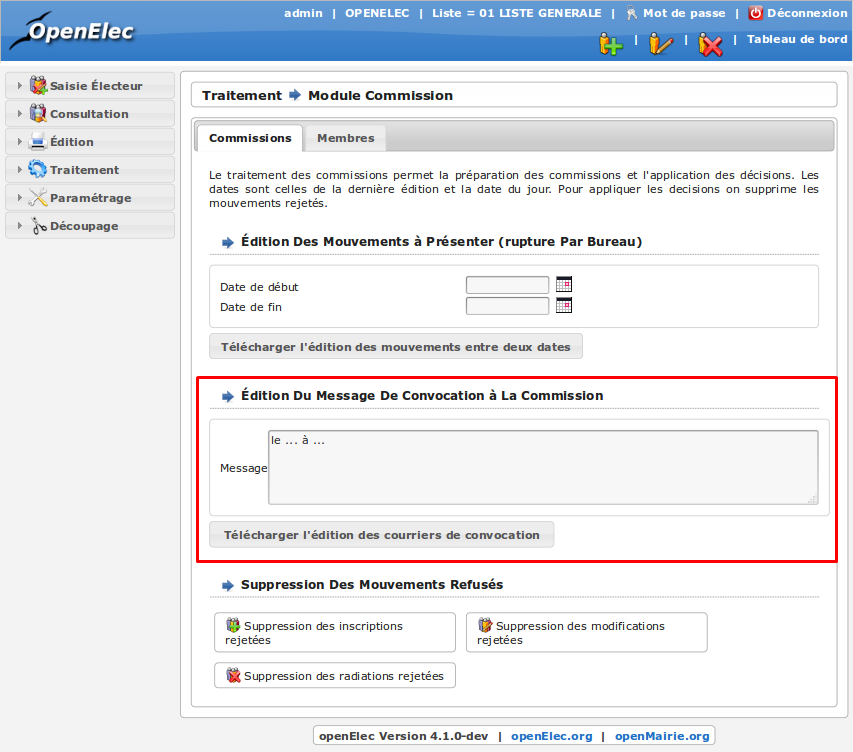 admin | OPENELEC | Liste = 01 LISTE GENERALE | Mot de passe | Déconnexion
OpenElec
| | | Tableau de bord
Saisie Électeur
Consultation
Édition
Traitement
Paramétrage
Découpage
Traitement Module Commission
Commissions Membres
Le traitement des commissions permet la préparation des commissions et l'application des décisions. Les
dates sont celles de la dernière édition et la date du jour. Pour appliquer les decisions on supprime les
mouvements rejetés.
Édition Des Mouvements à Présenter (rupture Par Bureau)
Date de début
Date de fin
Télécharger l'édition des mouvements entre deux dates
Édition Du Message De Convocation à La Commission
le ... à ...
Message
Télécharger l'édition des courriers de convocation
Suppression Des Mouvements Refusés
Suppression des inscriptions
rejetées
Suppression des modifications
rejetées
Suppression des radiations rejetées
openElec Version 4.1.0-dev | openElec.org | openMairie.org